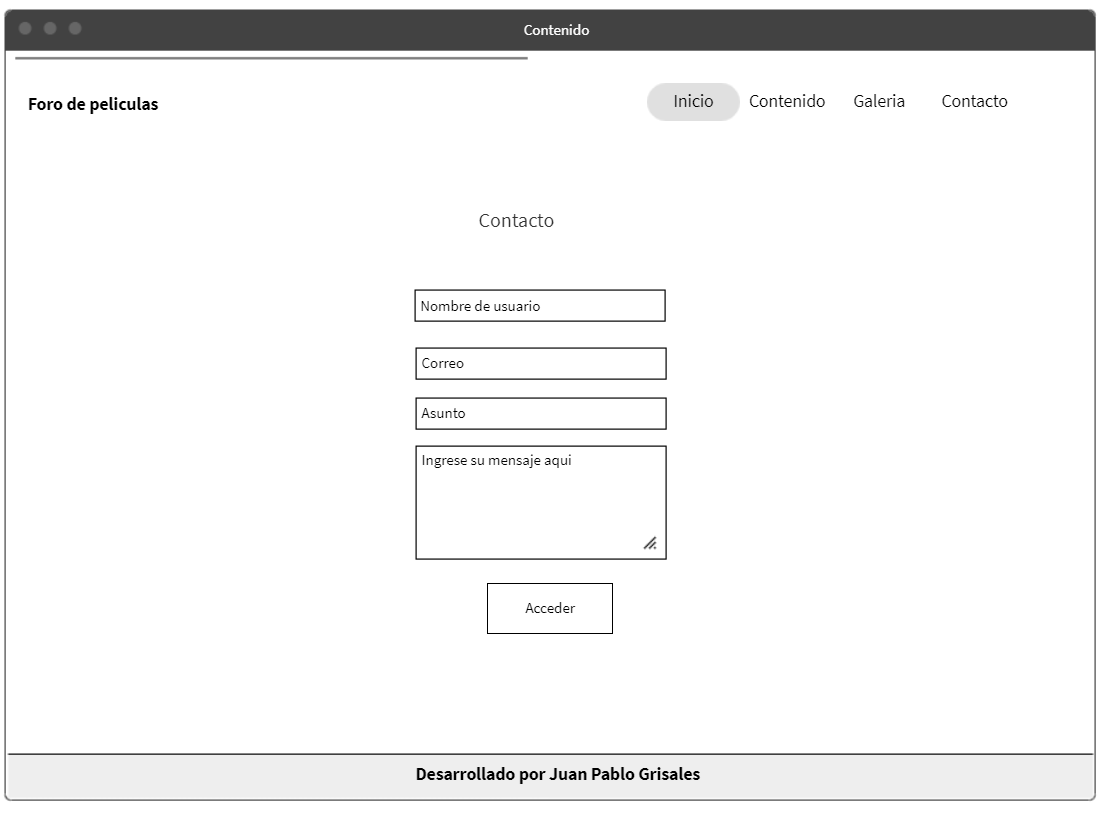 Contenido
Foro de peliculas
Inicio Contenido Galeria Contacto
Contacto
Nombre de usuario
Correo
Asunto
Ingrese su mensaje aqui
Acceder
Desarrollado por Juan Pablo Grisales